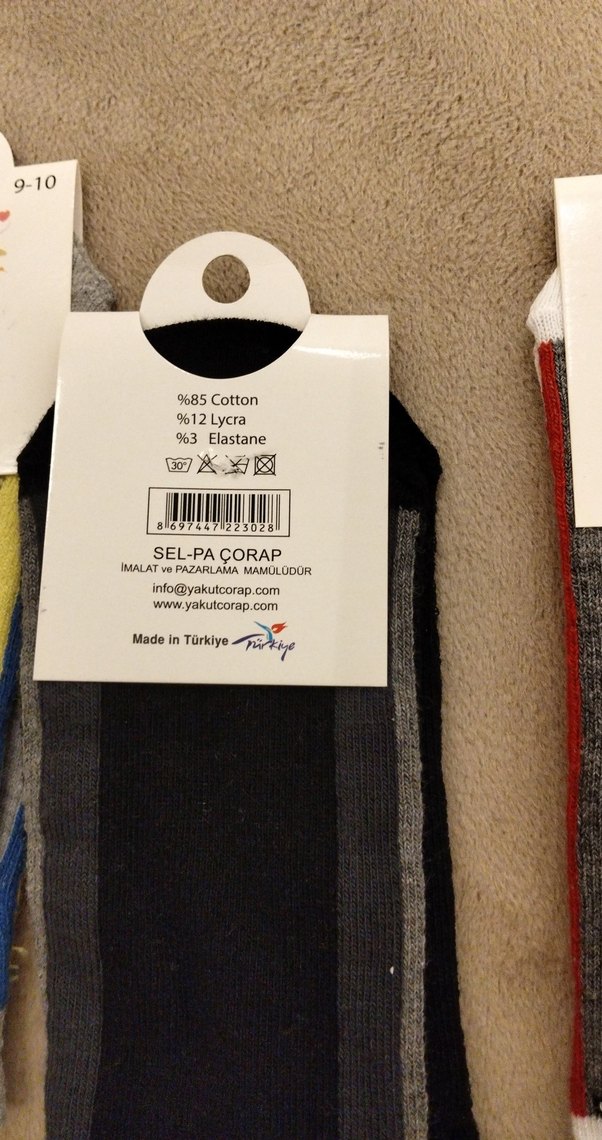 9-10
%85 Cotton
%12 Lycra
%3 Elastane
30°
8 697447 223028
SEL-PA ÇORAP
İMALAT ve PAZARLAMA MAMÜLÜDÜR
info@yakutcorap.com
www.yakutcorap.com
Made in Türkiye Türkiye